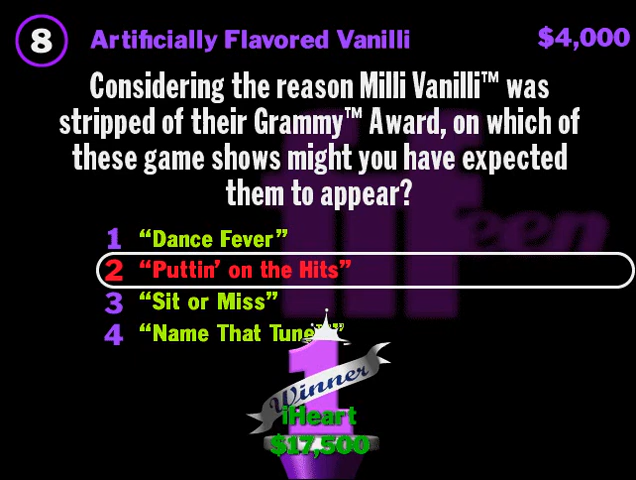 8 Artificially Flavored Vanilli $4,000
Considering the reason Milli Vanilli™ was
stripped of their Grammy™ Award, on which of
these game shows might you have expected
them to appear?
1 “Dance Fever”
2 “Puttin’ on the Hits”
3 “Sit or Miss”
4 “Name That Tune”
1
Winner
iHeart
$17,500